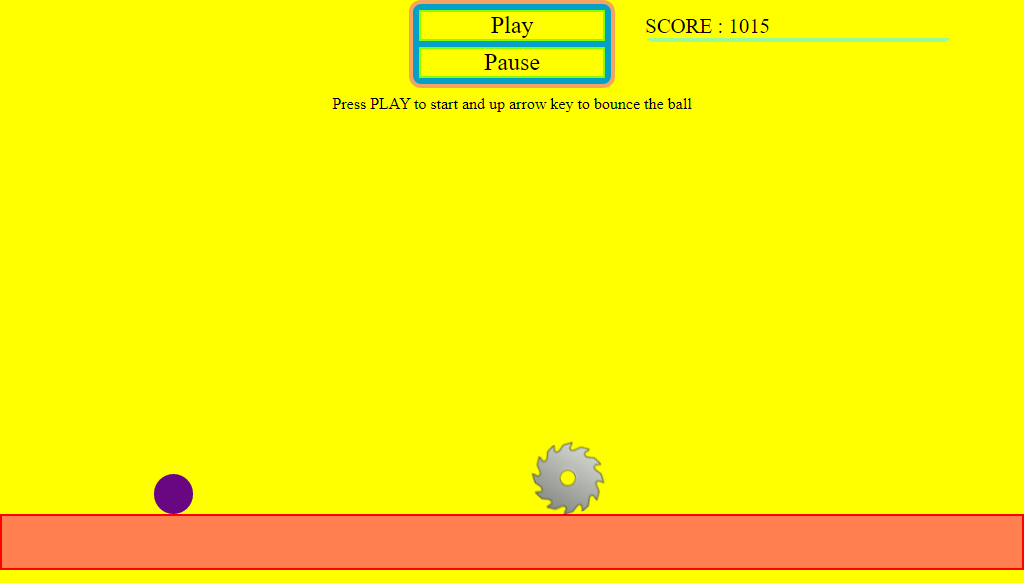 Play
SCORE : 1015
Pause
Press PLAY to start and up arrow key to bounce the ball